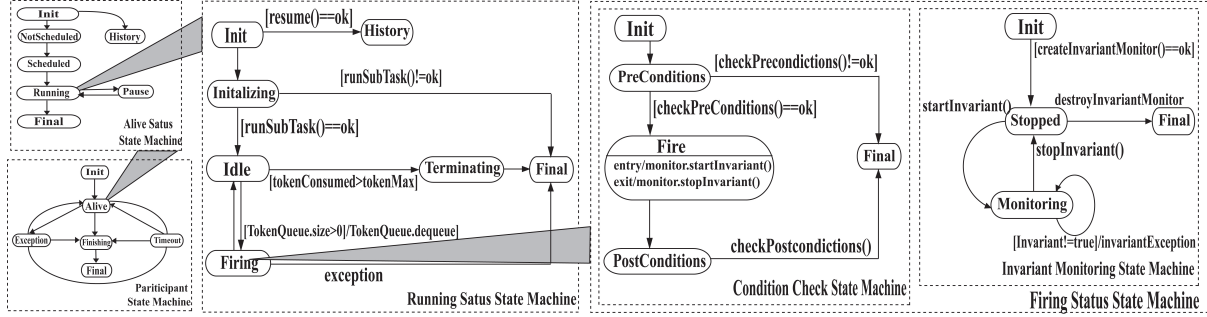 Init
NotScheduled
History
Scheduled
Running
Pause
Final
Alive Satus
State Machine
Init
Alive
Exception
Finishing
Timeout
Final
Pariticipant
State Machine
[resume()==ok]
Init
History
[runSubTask()!=ok]
Initalizing
[runSubTask()==ok]
Idle
Terminating
Final
[tokenConsumed>tokenMax]
[TokenQueue.size>0]/TokenQueue.dequeue]
Firing
exception
Running Satus State Machine
Init
[checkPrecondictions()!=ok]
PreConditions
[checkPreConditions()==ok]
Fire
entry/monitor.startInvariant()
exit/monitor.stopInvariant()
Final
checkPostcondictions()
PostConditions
Condition Check State Machine
Init
[createInvariantMonitor()==ok]
startInvariant()
destroyInvariantMonitor
Stopped
Final
stopInvariant()
Monitoring
[Invariant!=true]/invariantException
Invariant Monitoring State Machine
Firing Status State Machine